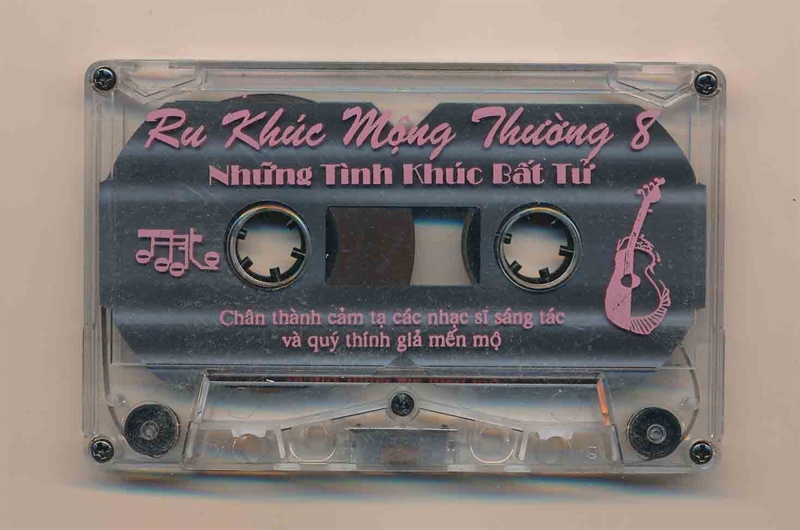 Ru Khúc Mộng Thường 8
Những Tình Khúc Bất Tử
Chân thành cảm tạ các nhạc sĩ sáng tác
và quý thính giả mến mộ